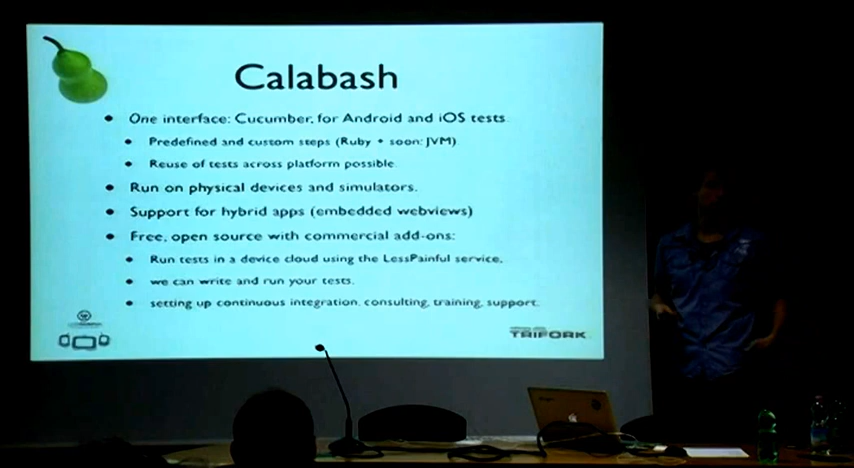 Calabash
One interface: Cucumber, for Android and iOS tests
Predefined and custom steps (Ruby + soon: JVM)
Reuse of tests across platform possible.
Run on physical devices and simulators.
Support for hybrid apps (embedded webviews)
Free, open source with commercial add-ons:
Run tests in a device cloud using the LessPainful service,
we can write and run your tests.
setting up continuous integration, consulting, training, support.
TRIFORK.